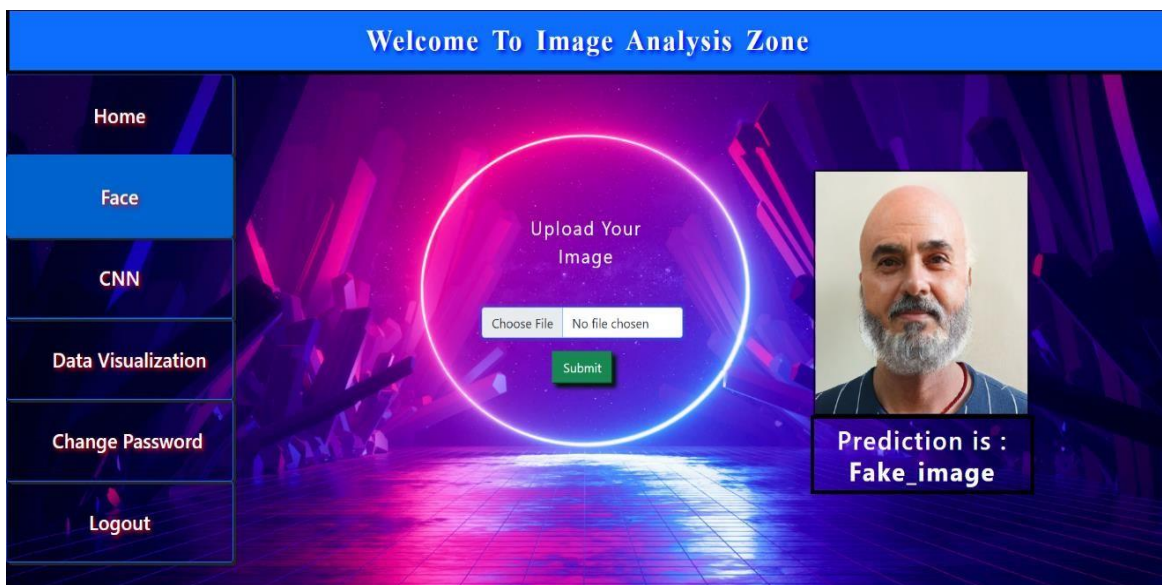 Welcome To Image Analysis Zone
Home
Face
CNN
Data Visualization
Change Password
Logout
Upload Your
Image
Choose File No file chosen
Submit
Prediction is :
Fake_image